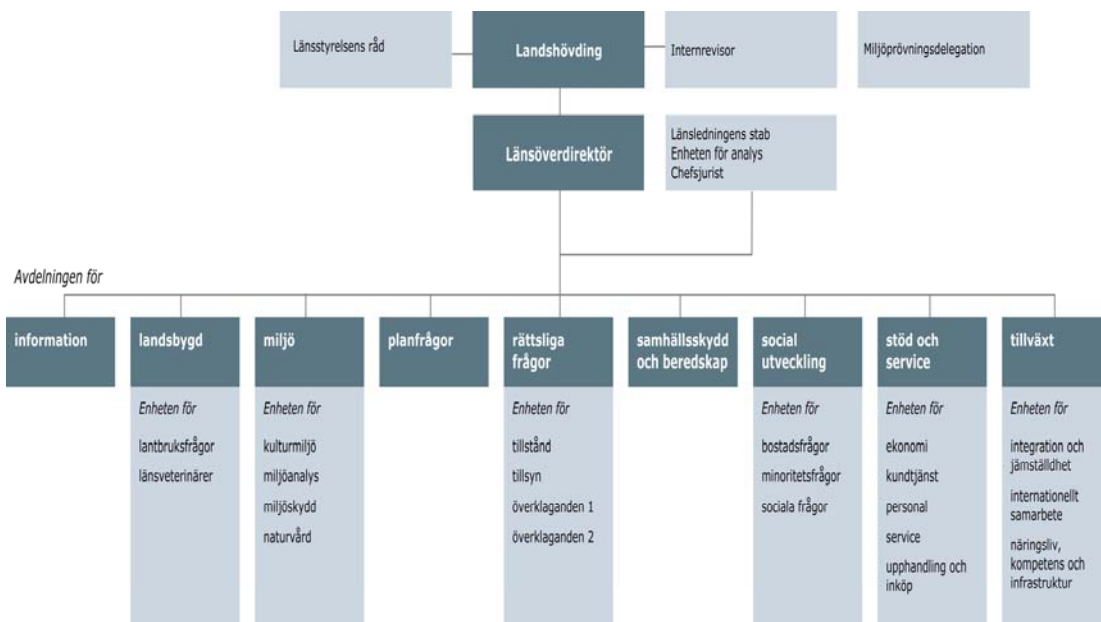 Länsstyrelsens råd
Landshövding
Internrevisor
Miljöprövningsdelegation
Länsöverdirektör
Länsledningens stab
Enheten för analys
Chefsjurist
Avdelningen för
information
landsbygd
Enheten för
lantbruksfrågor
länsveterinärer
miljö
Enheten för
kulturmiljö
miljöanalys
miljöskydd
naturvård
planfrågor
rättsliga
frågor
Enheten för
tillstånd
tillsyn
överklaganden 1
överklaganden 2
samhällsskydd
och beredskap
social
utveckling
Enheten för
bostadsfrågor
minoritetsfrågor
sociala frågor
stöd och
service
Enheten för
ekonomi
kundtjänst
personal
service
upphandling och
inköp
tillväxt
Enheten för
integration och
jämställdhet
internationellt
samarbete
näringsliv,
kompetens och
infrastruktur